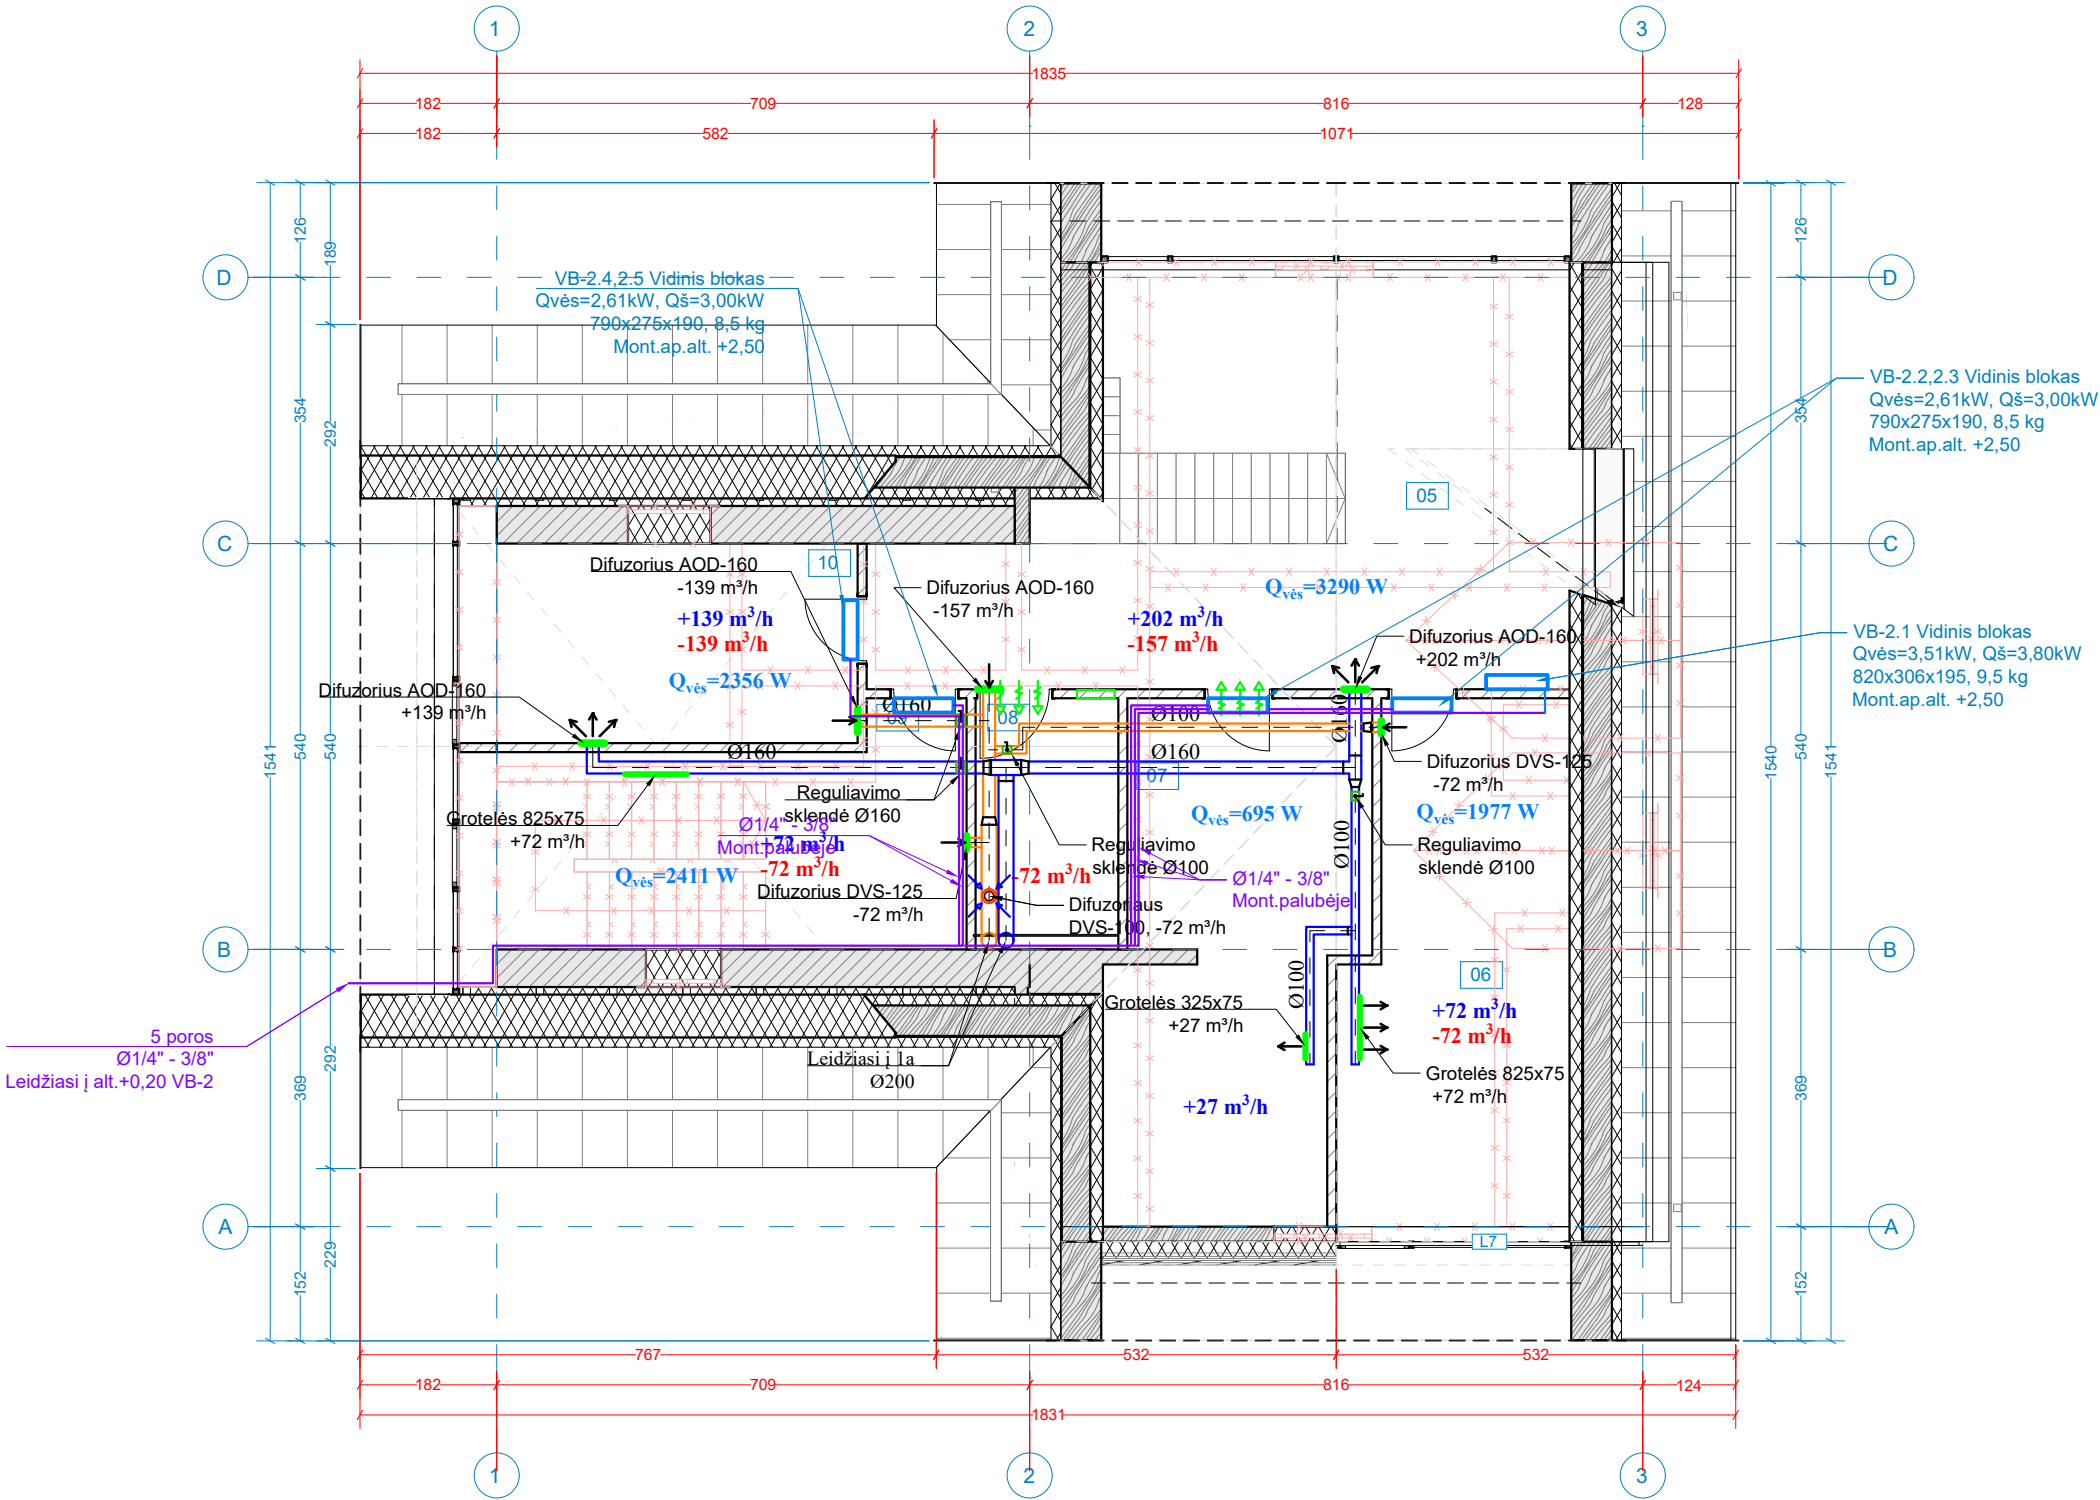 1
2
3
1835
182
709
816
128
182
582
1071
126
189
126
D
D
VB-2.4,2.5 Vidinis blokas
Qvės=2,61kW, Qš=3,00kW
790x275x190, 8,5 kg
Mont.ap.alt. +2,50
VB-2.2,2.3 Vidinis blokas
Qvės=2,61kW, Qš=3,00kW
790x275x190, 8,5 kg
Mont.ap.alt. +2,50
354
292
354
05
C
C
10
Difuzorius AOD-160
-139 m³/h
+139 m³/h
-139 m³/h
Qvės=2356 W
Difuzorius AOD-160
-157 m³/h
+202 m³/h
-157 m³/h
Qvės=3290 W
Difuzorius AOD-160
+202 m³/h
VB-2.1 Vidinis blokas
Qvės=3,51kW, Qš=3,80kW
820x306x195, 9,5 kg
Mont.ap.alt. +2,50
Difuzorius AOD-160
+139 m³/h
Ø160
09
08
Ø100
Ø160
Ø160
Ø160
07
Difuzorius DVS-125
-72 m³/h
1541
540
540
1540
540
1541
Grotelės 825x75
+72 m³/h
Reguliavimo
sklendė Ø160
Ø1/4" - 3/8"
Mont.palubėje
+72 m³/h
-72 m³/h
Qvės=2411 W
Difuzorius DVS-125
-72 m³/h
-72 m³/h
Reguliavimo
sklendė Ø100
Difuzoriaus
DVS-100, -72 m³/h
Qvės=695 W
Ø1/4" - 3/8"
Mont.palubėje
Ø100
Qvės=1977 W
Reguliavimo
sklendė Ø100
B
B
06
Ø100
Grotelės 325x75
+27 m³/h
+72 m³/h
-72 m³/h
5 poros
Ø1/4" - 3/8"
Leidžiasi į alt.+0,20 VB-2
Leidžiasi į 1a
Ø200
Grotelės 825x75
+72 m³/h
+27 m³/h
369
292
369
A
A
L7
152
229
152
767
532
532
182
709
816
124
1831
1
2
3